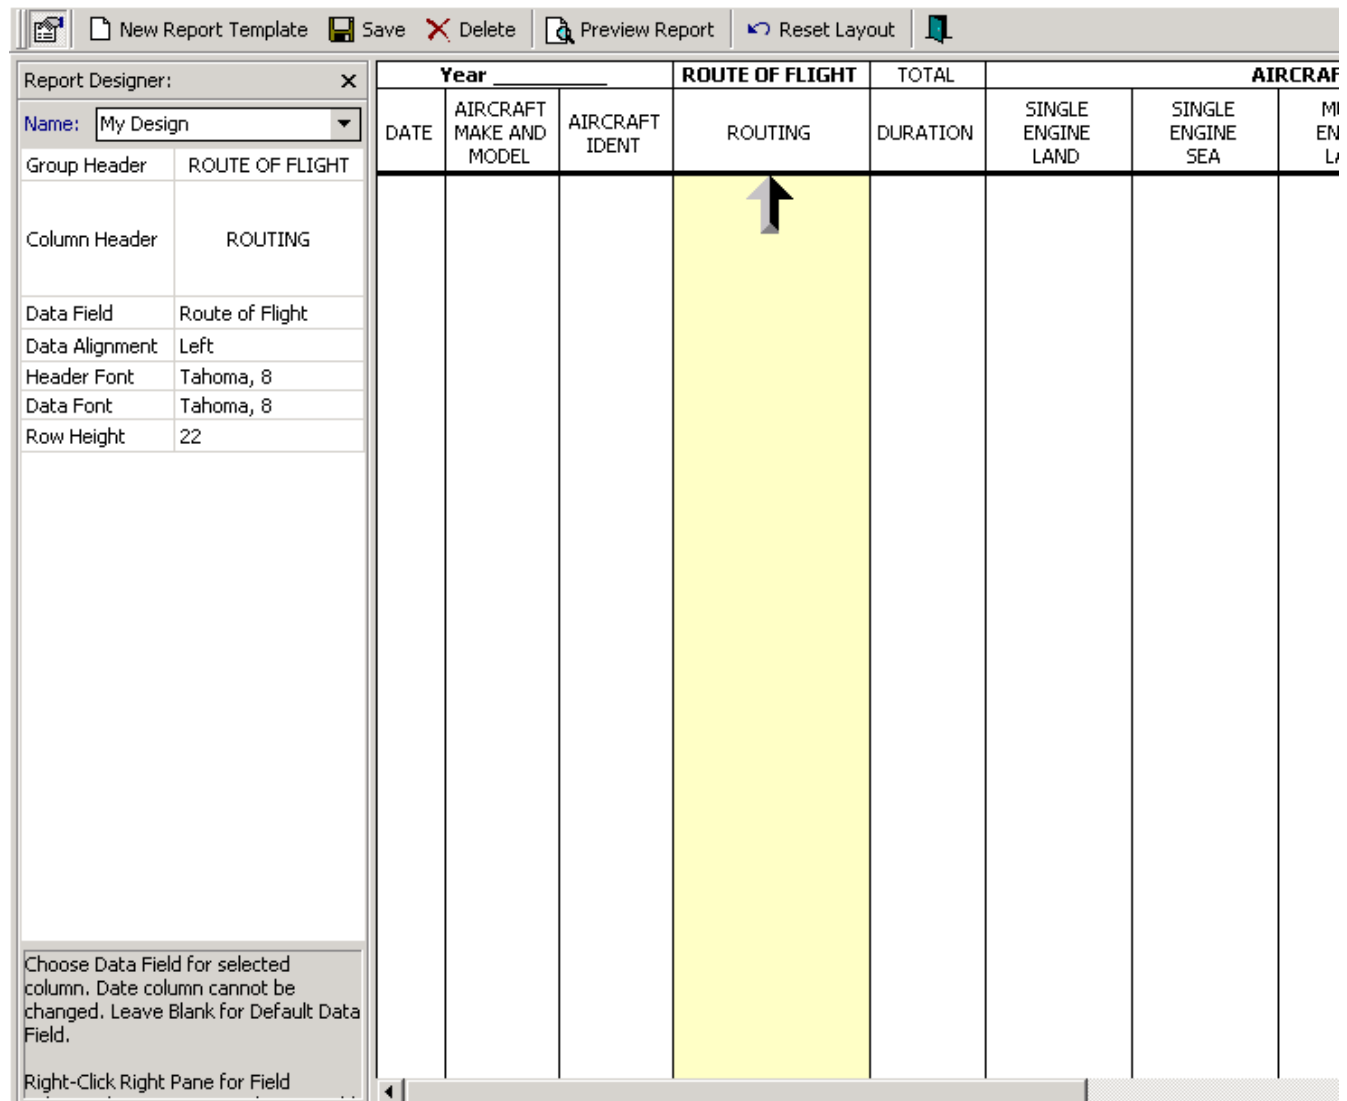 New Report Template Save Delete Preview Report Reset Layout
Report Designer:
Name: My Design
Group Header ROUTE OF FLIGHT
Column Header ROUTING
Data Field Route of Flight
Data Alignment Left
Header Font Tahoma, 8
Data Font Tahoma, 8
Row Height 22
Choose Data Field for selected
column. Date column cannot be
changed. Leave Blank for Default Data
Field.
Right-Click Right Pane for Field
Year __________ ROUTE OF FLIGHT TOTAL AIRCRAF
DATE
AIRCRAFT
MAKE AND
MODEL
AIRCRAFT
IDENT
ROUTING
DURATION
SINGLE
ENGINE
LAND
SINGLE
ENGINE
SEA
M
EN
L